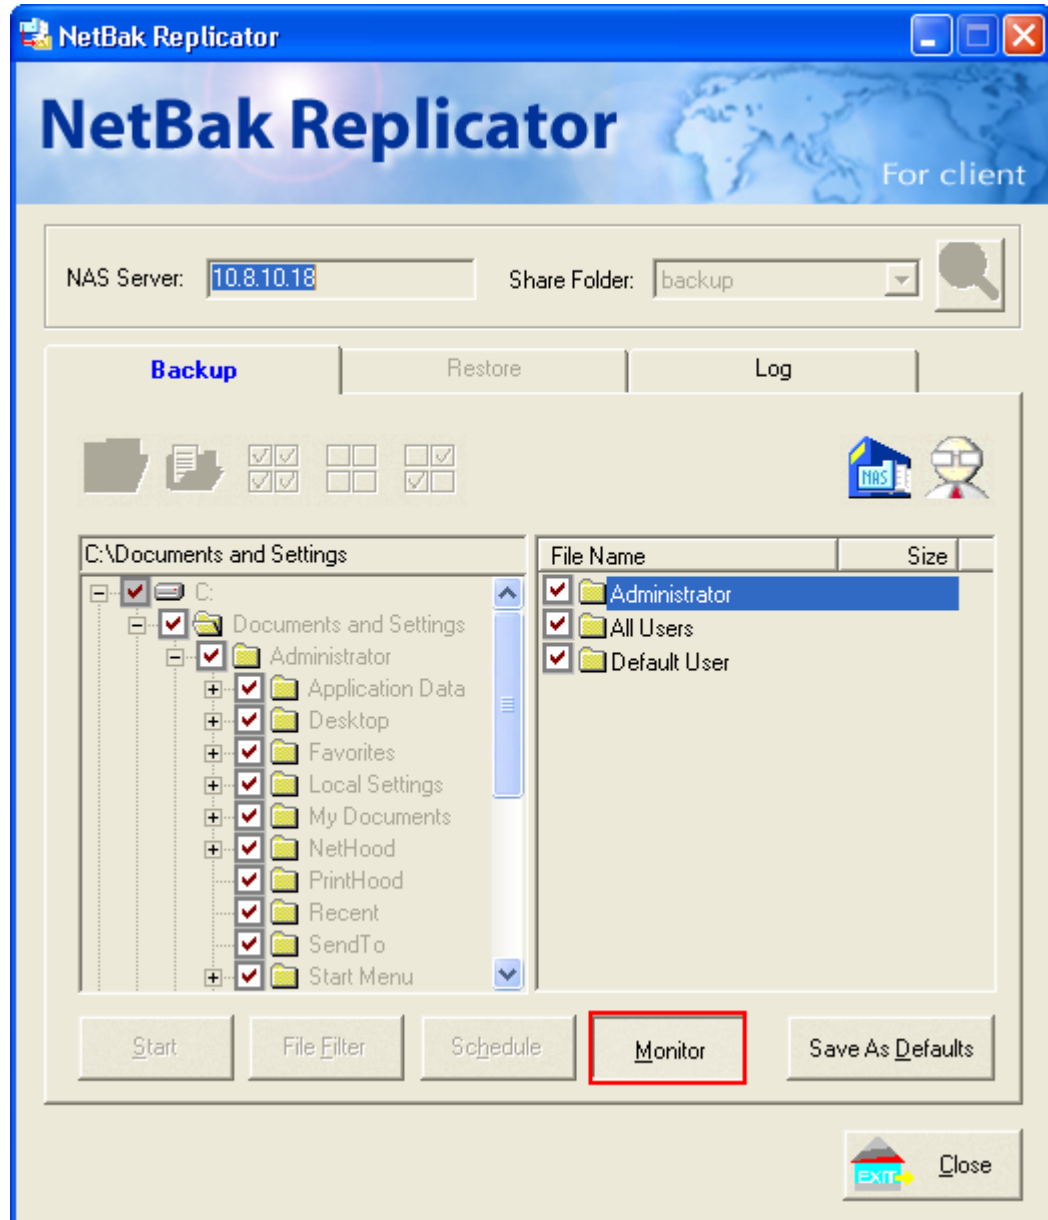 NetBak Replicator
NetBak Replicator
For client
NAS Server: 10.8.10.18 Share Folder: backup
Backup Restore Log
NAS
C:\Documents and Settings
C:
Documents and Settings
Administrator
Application Data
Desktop
Favorites
Local Settings
My Documents
NetHood
PrintHood
Recent
SendTo
Start Menu
File Name Size
Administrator
All Users
Default User
Start File Filter Schedule Monitor Save As Defaults
EXIT Close